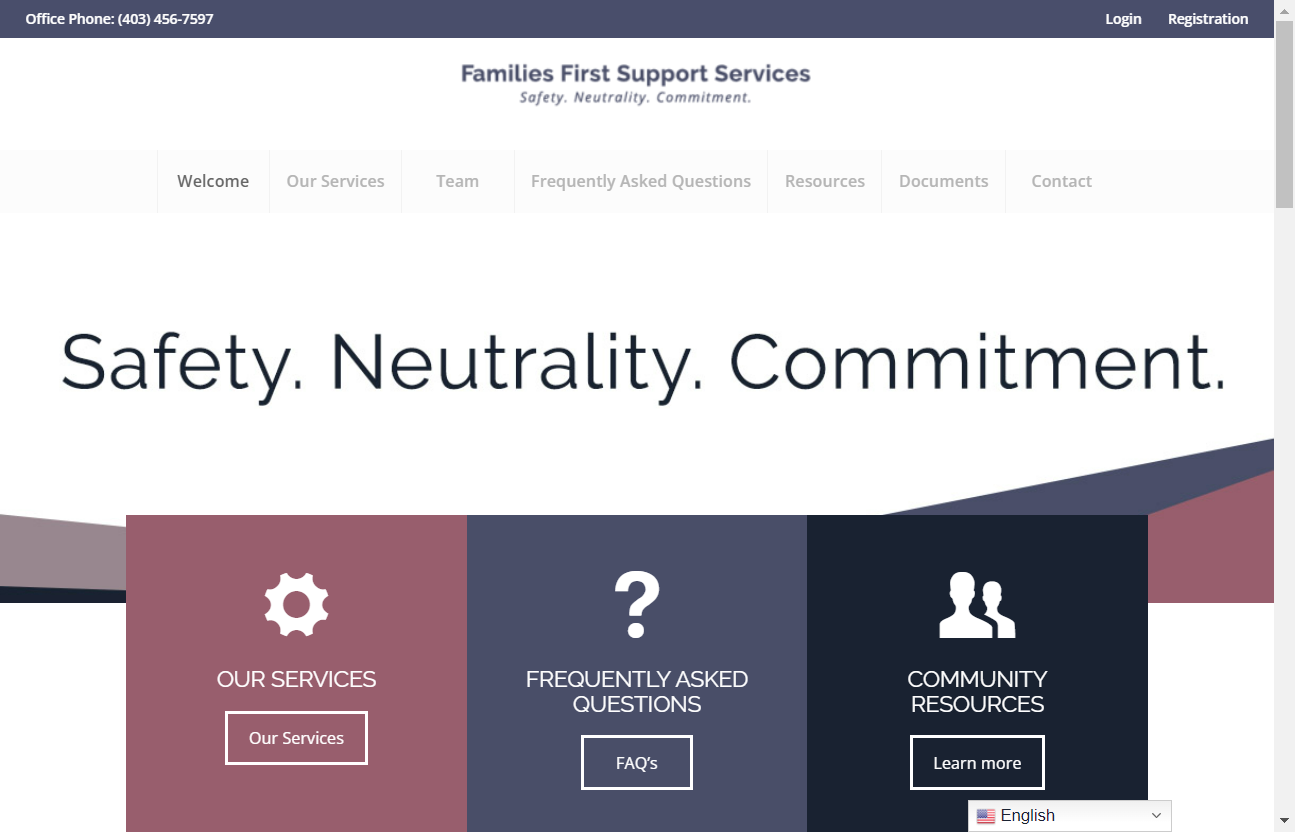 Office Phone: (403) 456-7597
Login
Registration
Families First Support Services
Safety. Neutrality. Commitment.
Welcome
Our Services
Team
Frequently Asked Questions
Resources
Documents
Contact
Safety. Neutrality. Commitment.
OUR SERVICES
Our Services
FREQUENTLY ASKED
QUESTIONS
FAQ's
COMMUNITY
RESOURCES
Learn more
English